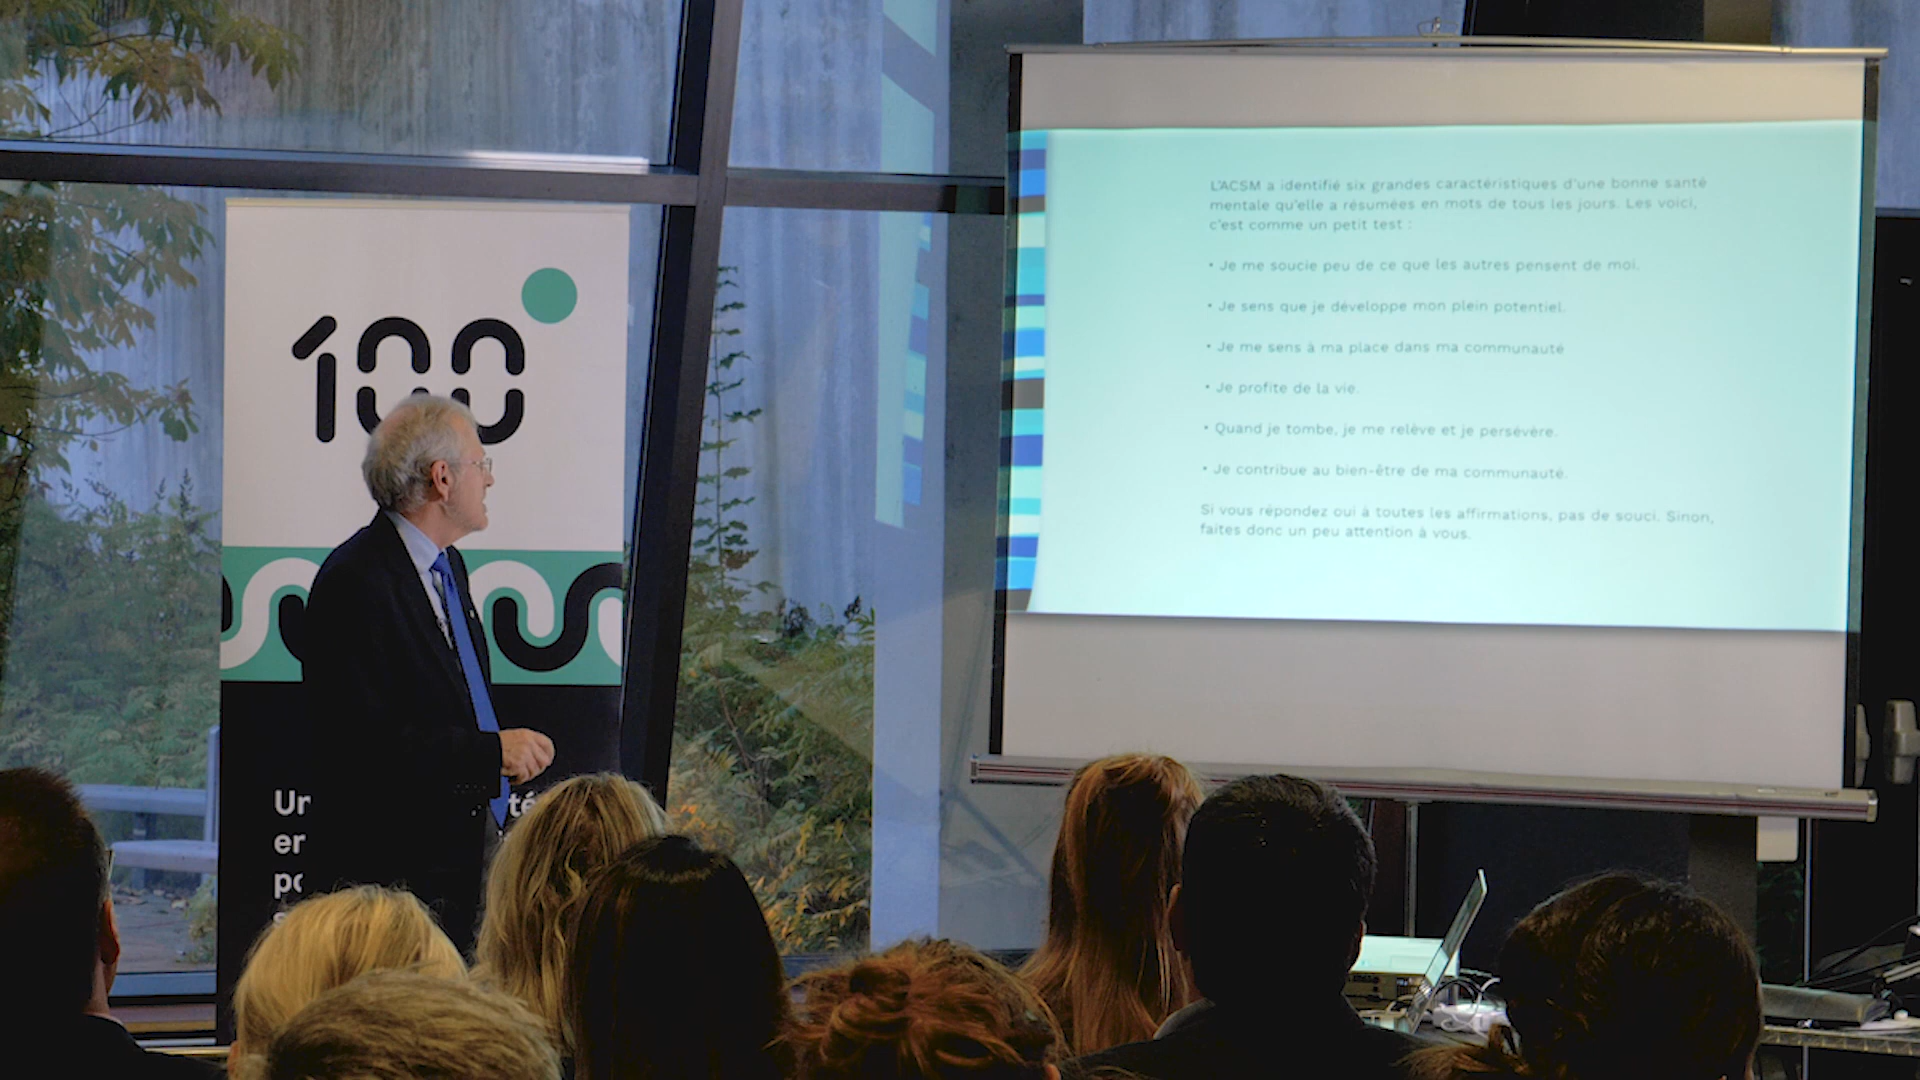 100
Un té
en
po
L'ACSM a identifié six grandes caractéristiques d'une bonne santé
mentale qu'elle a résumées en mots de tous les jours. Les voici,
c'est comme un petit test :
• Je me soucie peu de ce que les autres pensent de moi.
• Je sens que je développe mon plein potentiel.
• Je me sens à ma place dans ma communauté
• Je profite de la vie.
• Quand je tombe, je me relève et je persévère.
• Je contribue au bien-être de ma communauté.
Si vous répondez oui à toutes les affirmations, pas de souci. Sinon,
faites donc un peu attention à vous.